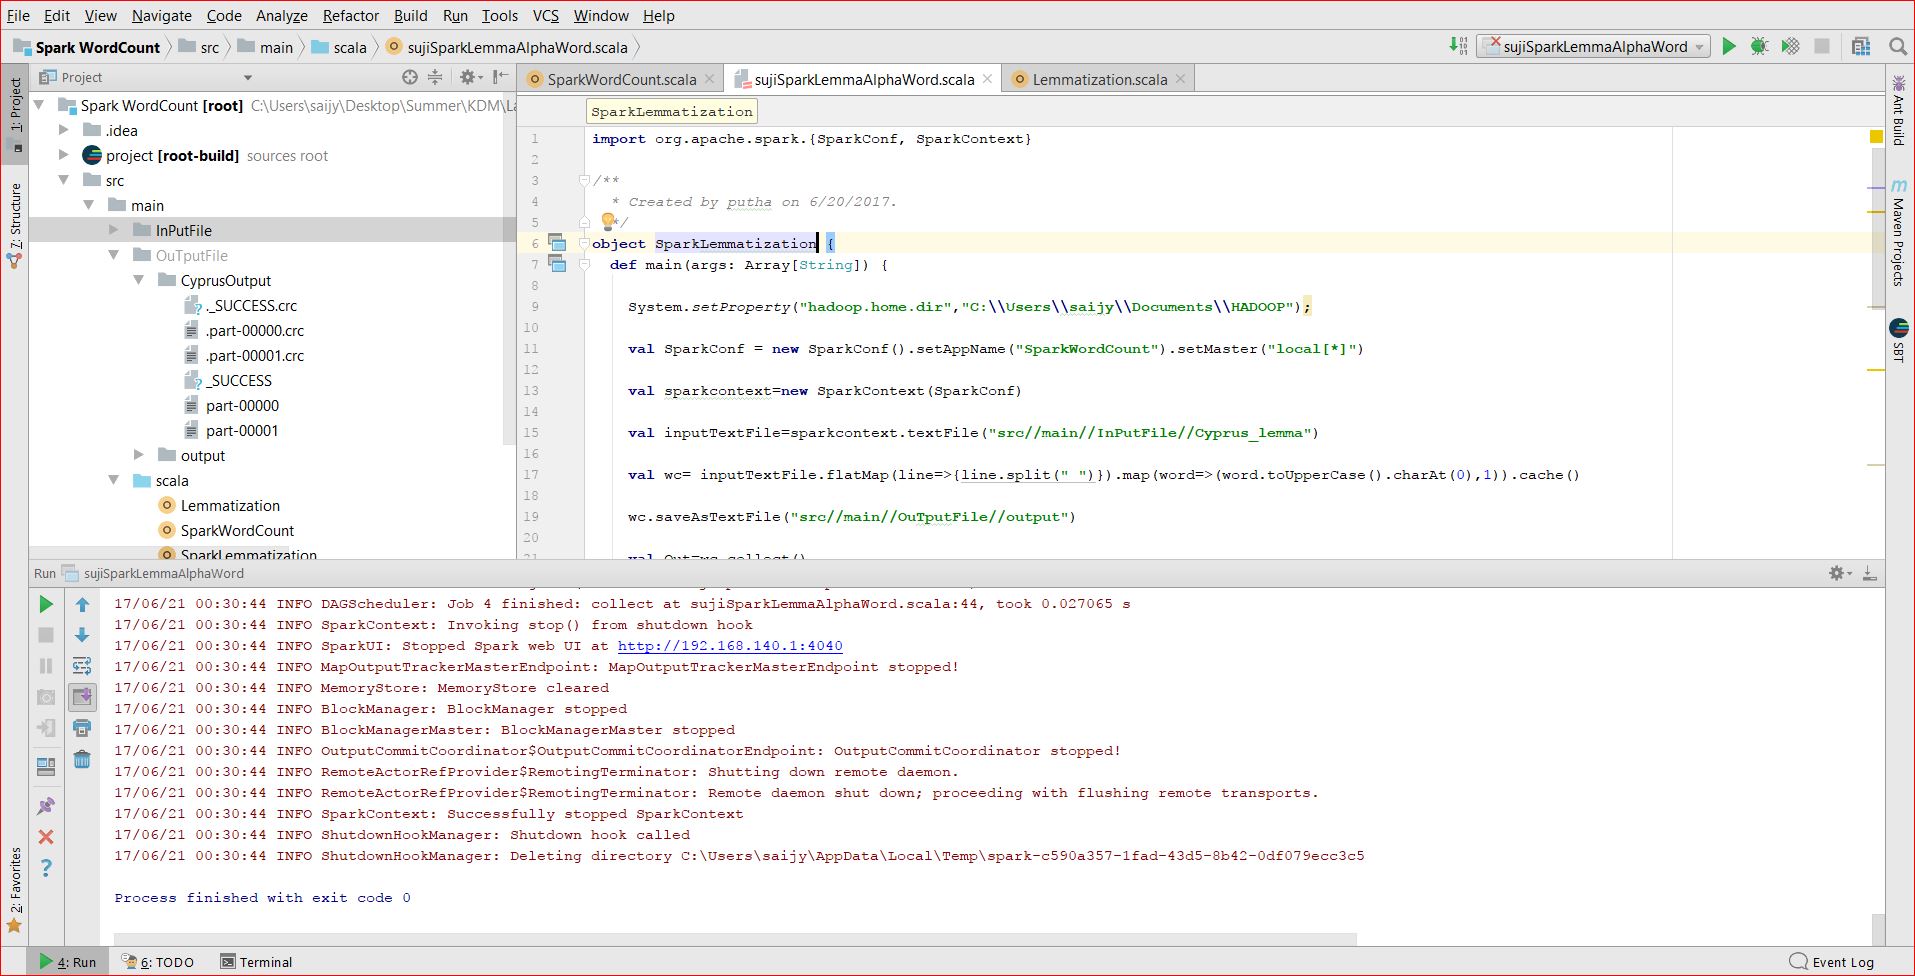 File Edit View Navigate Code Analyze Refactor Build Run Tools VCS Window Help
Spark WordCount src main scala sujiSparkLemmaAlphaWord.scala
sujiSparkLemmaAlphaWord
Project
SparkWordCount.scala sujiSparkLemmaAlphaWord.scala Lemmatization.scala
1: Project
7: Structure
2: Favorites
Spark WordCount [root] C:\Users\saijy\Desktop\Summer\KDM\La
.idea
project [root-build] sources root
src
main
InPutFile
OuTputFile
CyprusOutput
._SUCCESS.crc
.part-00000.crc
.part-00001.crc
_SUCCESS
part-00000
part-00001
output
scala
Lemmatization
SparkWordCount
SparkLemmatization
SparkLemmatization
1 import org.apache.spark.{SparkConf, SparkContext}
2
3 /**
4 * Created by putha on 6/20/2017.
5 */
6 object SparkLemmatization {
7 def main(args: Array[String]) {
8
9 System.setProperty("hadoop.home.dir","C:\\Users\\saijy\\Documents\\HADOOP");
10
11 val SparkConf = new SparkConf().setAppName("SparkWordCount").setMaster("local[*]")
12
13 val sparkcontext=new SparkContext(SparkConf)
14
15 val inputTextFile=sparkcontext.textFile("src//main//InPutFile//Cyprus_lemma")
16
17 val wc= inputTextFile.flatMap(line=>{line.split(" ")}).map(word=>(word.toUpperCase().charAt(0),1)).cache()
18
19 wc.saveAsTextFile("src//main//OuTputFile//output")
20
21 val Out=wc.collect()
Ant Build
Maven Projects
SBT
Run sujiSparkLemmaAlphaWord
17/06/21 00:30:44 INFO DAGScheduler: Job 4 finished: collect at sujiSparkLemmaAlphaWord.scala:44, took 0.027065 s
17/06/21 00:30:44 INFO SparkContext: Invoking stop() from shutdown hook
17/06/21 00:30:44 INFO SparkUI: Stopped Spark web UI at http://192.168.140.1:4040
17/06/21 00:30:44 INFO MapOutputTrackerMasterEndpoint: MapOutputTrackerMasterEndpoint stopped!
17/06/21 00:30:44 INFO MemoryStore: MemoryStore cleared
17/06/21 00:30:44 INFO BlockManager: BlockManager stopped
17/06/21 00:30:44 INFO BlockManagerMaster: BlockManagerMaster stopped
17/06/21 00:30:44 INFO OutputCommitCoordinator$OutputCommitCoordinatorEndpoint: OutputCommitCoordinator stopped!
17/06/21 00:30:44 INFO RemoteActorRefProvider$RemotingTerminator: Shutting down remote daemon.
17/06/21 00:30:44 INFO RemoteActorRefProvider$RemotingTerminator: Remote daemon shut down; proceeding with flushing remote transports.
17/06/21 00:30:44 INFO SparkContext: Successfully stopped SparkContext
17/06/21 00:30:44 INFO ShutdownHookManager: Shutdown hook called
17/06/21 00:30:44 INFO ShutdownHookManager: Deleting directory C:\Users\saijy\AppData\Local\Temp\spark-c590a357-1fad-43d5-8b42-0df079ecc3c5
Process finished with exit code 0
4: Run 6: TODO Terminal Event Log